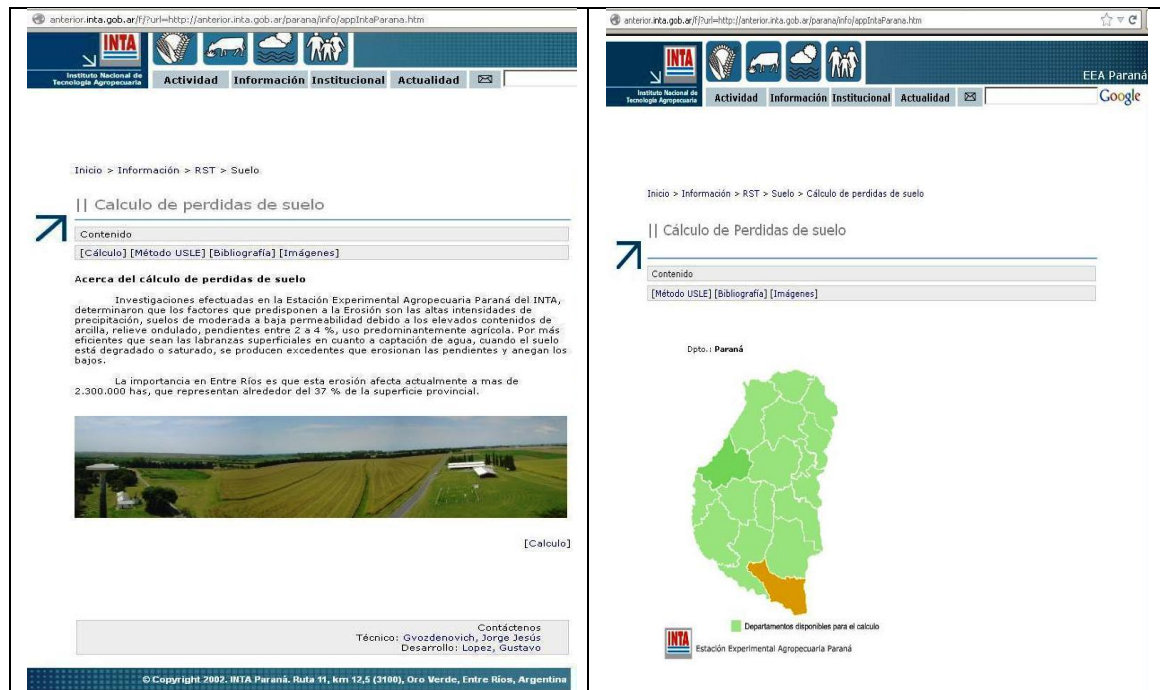 anterior.inta.gob.ar/f/?url=http://anterior.inta.gob.ar/parana/info/appIntaParana.htm
INTA
Instituto Nacional de
Tecnología Agropecuaria
Actividad Información Institucional Actualidad
Inicio > Información > RST > Suelo
|| Calculo de perdidas de suelo
Contenido
[Cálculo] [Método USLE] [Bibliografía] [Imágenes]
Acerca del cálculo de perdidas de suelo
Investigaciones efectuadas en la Estación Experimental Agropecuaria Paraná del INTA,
determinaron que los factores que predisponen a la Erosión son las altas intensidades de
precipitación, suelos de moderada a baja permeabilidad debido a los elevados contenidos de
arcilla, relieve ondulado, pendientes entre 2 a 4 %, uso predominantemente agrícola. Por más
eficientes que sean las labranzas superficiales en cuanto a captación de agua, cuando el suelo
está degradado o saturado, se producen excedentes que erosionan las pendientes y anegan los
bajos.
La importancia en Entre Ríos es que esta erosión afecta actualmente a mas de
2.300.000 has, que representan alrededor del 37 % de la superficie provincial.
[Calculo]
Contáctenos
Técnico: Gvozdenovich, Jorge Jesús
Desarrollo: Lopez, Gustavo
© Copyright 2002. INTA Paraná. Ruta 11, km 12,5 (3100), Oro Verde, Entre Ríos, Argentina
anterior.inta.gob.ar/f/?url=http://anterior.inta.gob.ar/parana/info/appIntaParana.htm
INTA
EEA Paraná
Instituto Nacional de
Tecnología Agropecuaria
Actividad Información Institucional Actualidad
Google
Inicio > Información > RST > Suelo > Cálculo de perdidas de suelo
|| Cálculo de Perdidas de suelo
Contenido
[Método USLE] [Bibliografía] [Imágenes]
Dpto.: Paraná
Departamentos disponibles para el calculo
INTA
Estación Experimental Agropecuaria Paraná